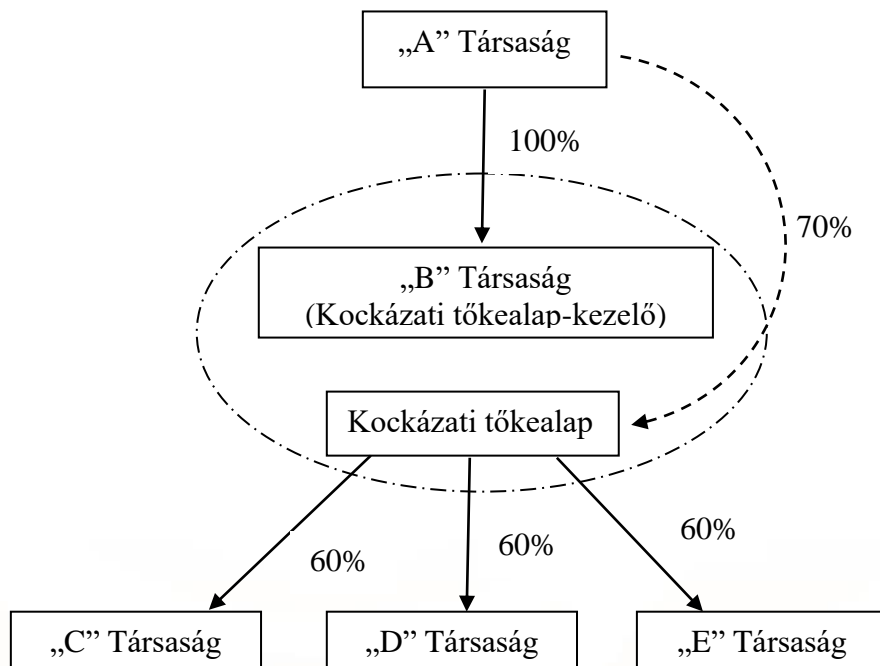 „A” Társaság
100%
70%
„B” Társaság
(Kockázati tőkealap-kezelő)
Kockázati tőkealap
60%
60%
60%
„C” Társaság
„D” Társaság
„E” Társaság